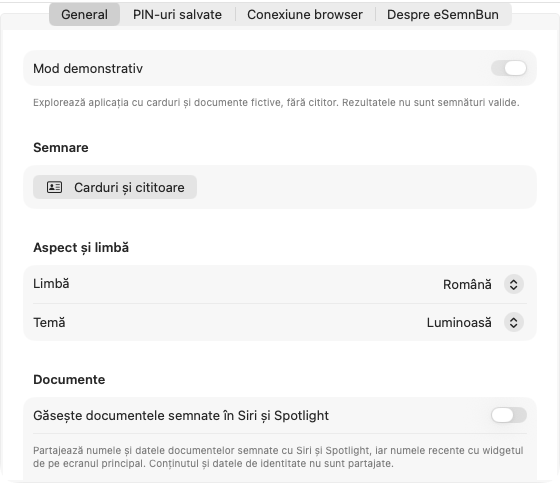 General
PIN-uri salvate
Conexiune browser
Despre eSemnBun
Mod demonstrativ
Explorează aplicația cu carduri și documente fictive, fără cititor. Rezultatele nu sunt semnături valide.
Semnare
Carduri și cititoare
Aspect și limbă
Limbă
Română
Temă
Luminoasă
Documente
Găsește documentele semnate în Siri și Spotlight
Partajează numele și datele documentelor semnate cu Siri și Spotlight, iar numele recente cu widgetul
de pe ecranul principal. Conținutul și datele de identitate nu sunt partajate.